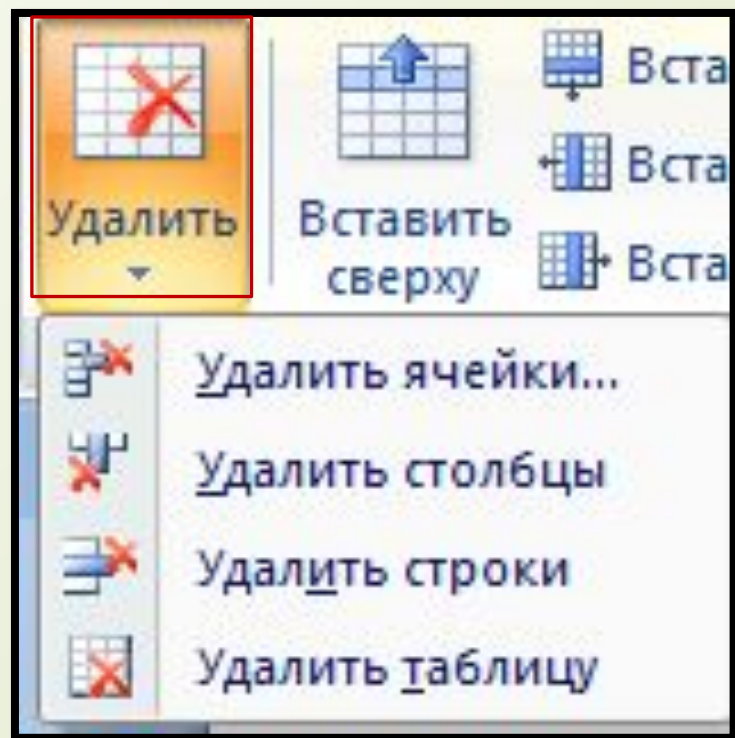 Удалить
Вставить
сверху
Вста
Вста
Вста
Удалить ячейки...
Удалить столбцы
Удалить строки
Удалить таблицу